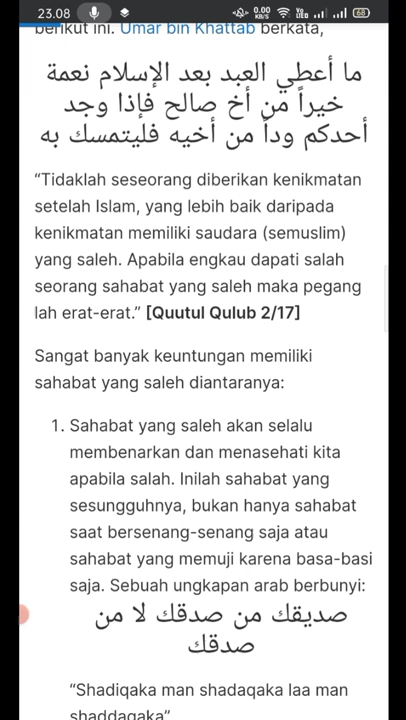 23.08
0.00
KB/S
Vo
LTE
68
berikut ini. Umar bin Khattab berkata,
ما أعطي العبد بعد الإسلام نعمة
خيراً من أخ صالح فإذا وجد
أحدكم وداً من أخيه فليتمسك به
“Tidaklah seseorang diberikan kenikmatan
setelah Islam, yang lebih baik daripada
kenikmatan memiliki saudara (semuslim)
yang saleh. Apabila engkau dapati salah
seorang sahabat yang saleh maka pegang
lah erat-erat.” [Quutul Qulub 2/17]
Sangat banyak keuntungan memiliki
sahabat yang saleh diantaranya:
1. Sahabat yang saleh akan selalu
membenarkan dan menasehati kita
apabila salah. Inilah sahabat yang
sesungguhnya, bukan hanya sahabat
saat bersenang-senang saja atau
sahabat yang memuji karena basa-basi
saja. Sebuah ungkapan arab berbunyi:
صديقك من صدقك لا من
صدقك
“Shadiqaka man shadaqaka laa man
shaddaqaka”